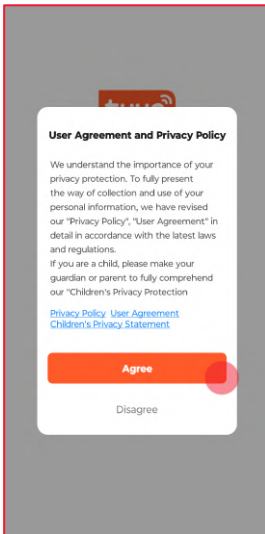 User Agreement and Privacy Policy
We understand the importance of your
privacy protection. To fully present
the way of collection and use of your
personal information, we have revised
our "Privacy Policy", "User Agreement" in
detail in accordance with the latest laws
and regulations.
If you are a child, please make your
guardian or parent to fully comprehend
our "Children's Privacy Protection
Privacy Policy User Agreement
Children's Privacy Statement
Agree
Disagree